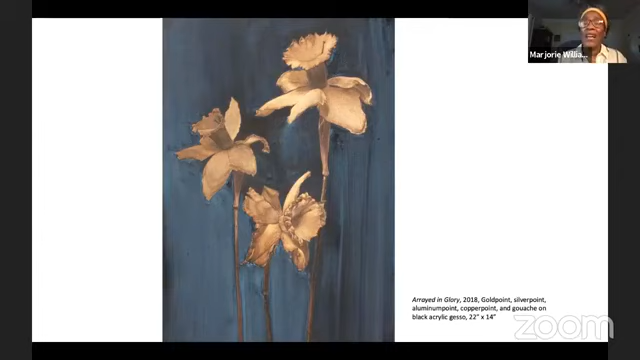 Marjorie Willia...
Arrayed in Glory, 2018, Goldpoint, silverpoint,
aluminumpoint, copperpoint, and gouache on
black acrylic gesso, 22" x 14"
zoom